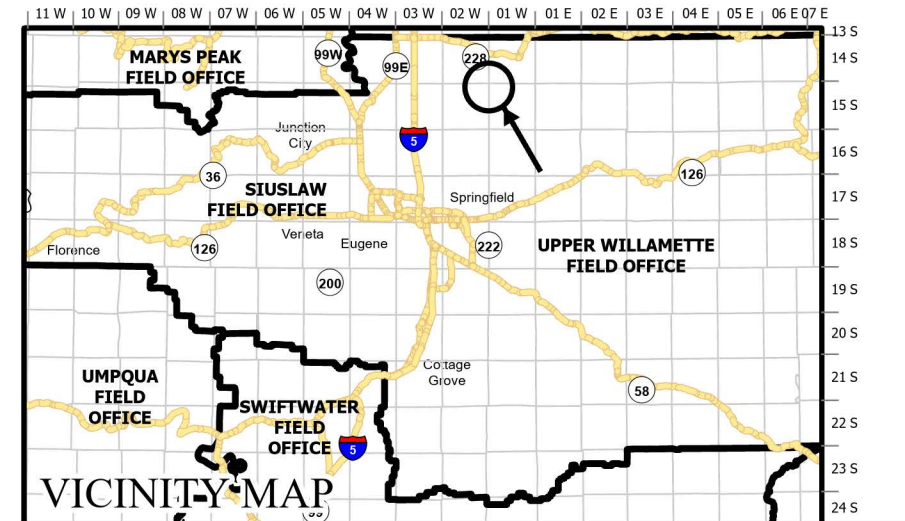 11 W 10 W 09 W 08 W 07 W 06 W 05 W 04 W 03 W 02 W 01 W 01 E 02 E 03 E 04 E 05 E 06 E 07 E
13 S
14 S
15 S
16 S
17 S
18 S
19 S
20 S
21 S
22 S
23 S
24 S
MARYS PEAK
FIELD OFFICE
99W
99E
228
Junction
City
5
36
126
SIUSLAW
FIELD OFFICE
Springfield
Veneta
Eugene
Florence
126
222
UPPER WILLAMETTE
FIELD OFFICE
200
Cottage
Grove
58
UMPQUA
FIELD
OFFICE
SWIFTWATER
FIELD
OFFICE
5
VICINITY MAP
99